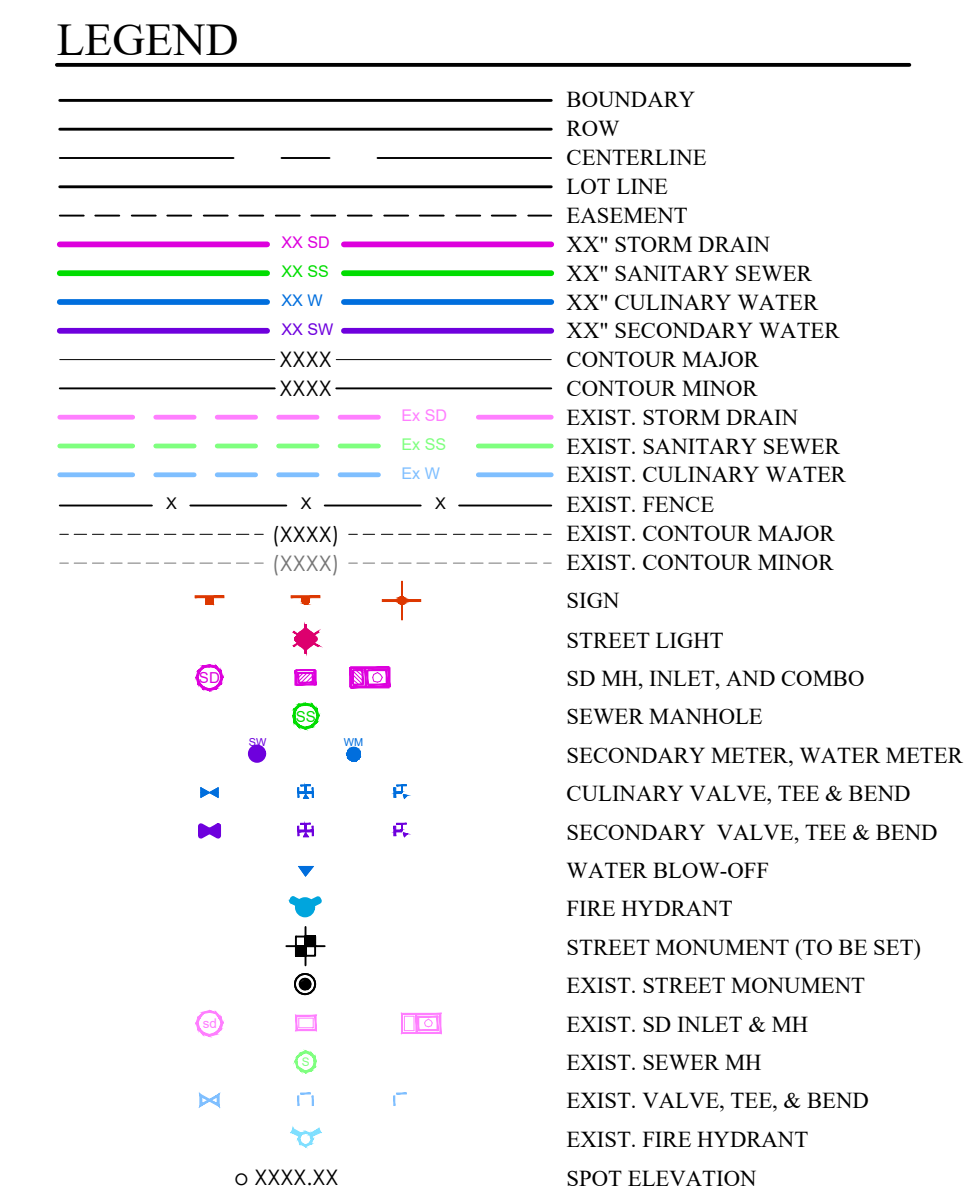 LEGEND
BOUNDARY
ROW
CENTERLINE
LOT LINE
EASEMENT
XX SD XX" STORM DRAIN
XX SS XX" SANITARY SEWER
XX W XX" CULINARY WATER
XX SW XX" SECONDARY WATER
XXXX CONTOUR MAJOR
XXXX CONTOUR MINOR
Ex SD EXIST. STORM DRAIN
Ex SS EXIST. SANITARY SEWER
Ex W EXIST. CULINARY WATER
X X X EXIST. FENCE
(XXXX) EXIST. CONTOUR MAJOR
(XXXX) EXIST. CONTOUR MINOR
SIGN
STREET LIGHT
SD SD MH, INLET, AND COMBO
SS SEWER MANHOLE
SW WM SECONDARY METER, WATER METER
CULINARY VALVE, TEE & BEND
SECONDARY VALVE, TEE & BEND
WATER BLOW-OFF
FIRE HYDRANT
STREET MONUMENT (TO BE SET)
EXIST. STREET MONUMENT
sd EXIST. SD INLET & MH
S EXIST. SEWER MH
EXIST. VALVE, TEE, & BEND
EXIST. FIRE HYDRANT
o XXXX.XX SPOT ELEVATION